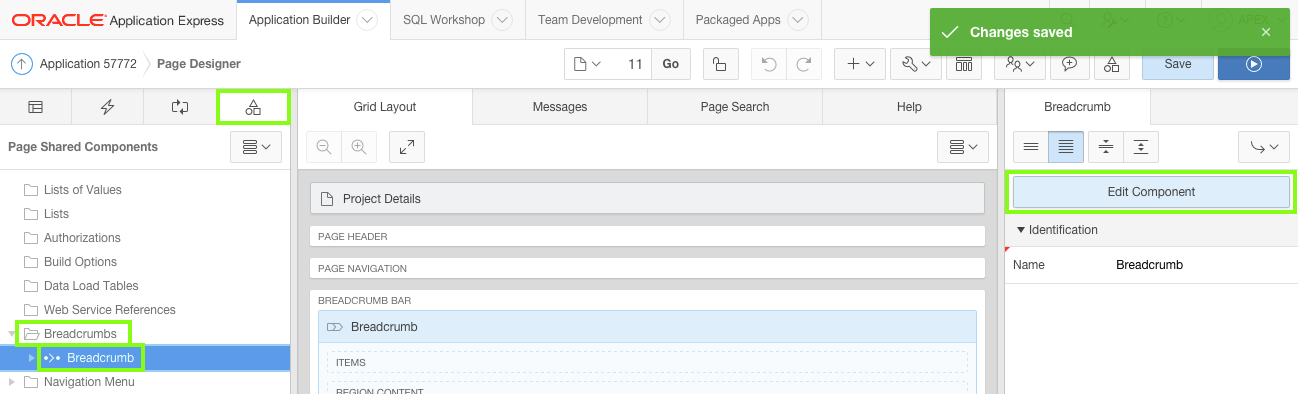 ORACLE Application Express
Application Builder
SQL Workshop
Team Development
Packaged Apps
APEX
Changes saved
Application 57772
Page Designer
11
Go
Save
Grid Layout
Messages
Page Search
Help
Breadcrumb
Page Shared Components
Lists of Values
Lists
Authorizations
Build Options
Data Load Tables
Web Service References
Breadcrumbs
Breadcrumb
Navigation Menu
Project Details
PAGE HEADER
PAGE NAVIGATION
BREADCRUMB BAR
Breadcrumb
ITEMS
REGION CONTENT
Edit Component
Identification
Name
Breadcrumb